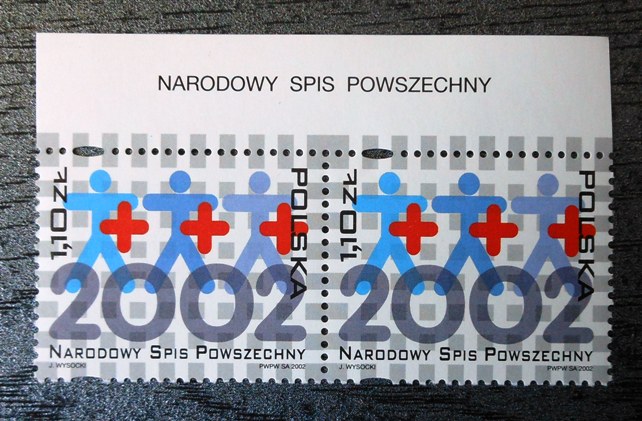 NARODOWY SPIS POWSZECHNY
1,10 ZŁ
POLSKA
2002
NARODOWY SPIS POWSZECHNY
J. WYSOCKI PWPW SA 2002
1,10 ZŁ
POLSKA
2002
NARODOWY SPIS POWSZECHNY
J. WYSOCKI PWPW SA 2002